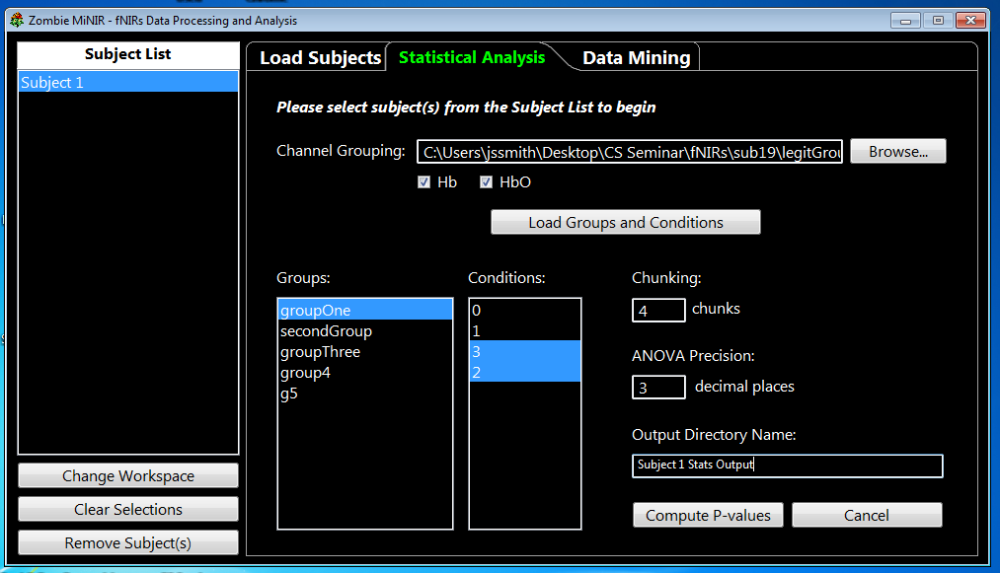 Zombie MiNIR - fNIRs Data Processing and Analysis
Subject List
Subject 1
Change Workspace
Clear Selections
Remove Subject(s)
Load Subjects
Statistical Analysis
Data Mining
Please select subject(s) from the Subject List to begin
Channel Grouping: C:\Users\jssmith\Desktop\CS Seminar\fNIRs\sub19\legitGrou Browse...
Hb HbO
Load Groups and Conditions
Groups:
groupOne
secondGroup
groupThree
group4
g5
Conditions:
0
1
3
2
Chunking:
4 chunks
ANOVA Precision:
3 decimal places
Output Directory Name:
Subject 1 Stats Output
Compute P-values Cancel